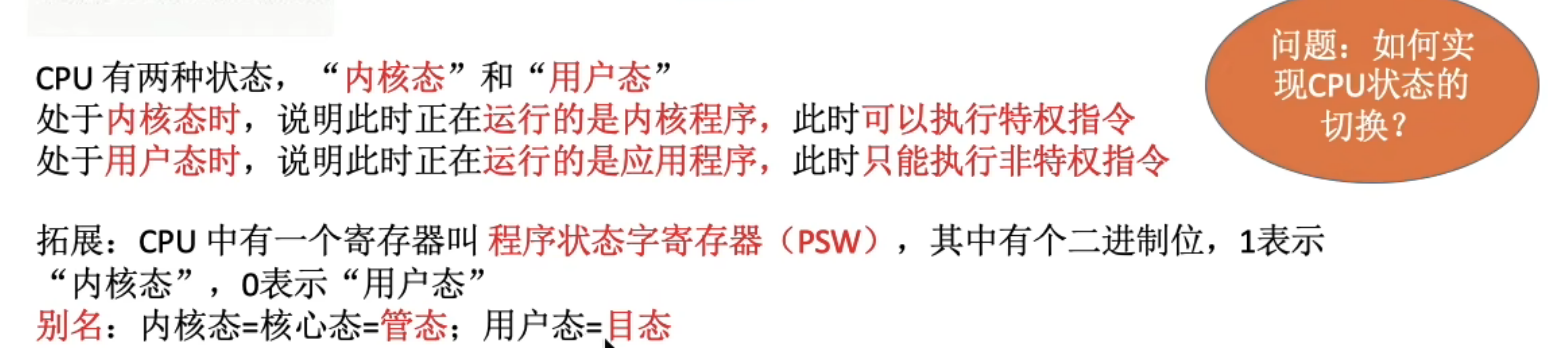 CPU 有两种状态，“内核态”和“用户态”
处于内核态时，说明此时正在运行的是内核程序，此时可以执行特权指令
处于用户态时，说明此时正在运行的是应用程序，此时只能执行非特权指令
拓展：CPU 中有一个寄存器叫 程序状态字寄存器（PSW），其中有个二进制位，1表示
“内核态”，0表示“用户态”
别名：内核态=核心态=管态；用户态=目态
问题：如何实
现CPU状态的
切换？